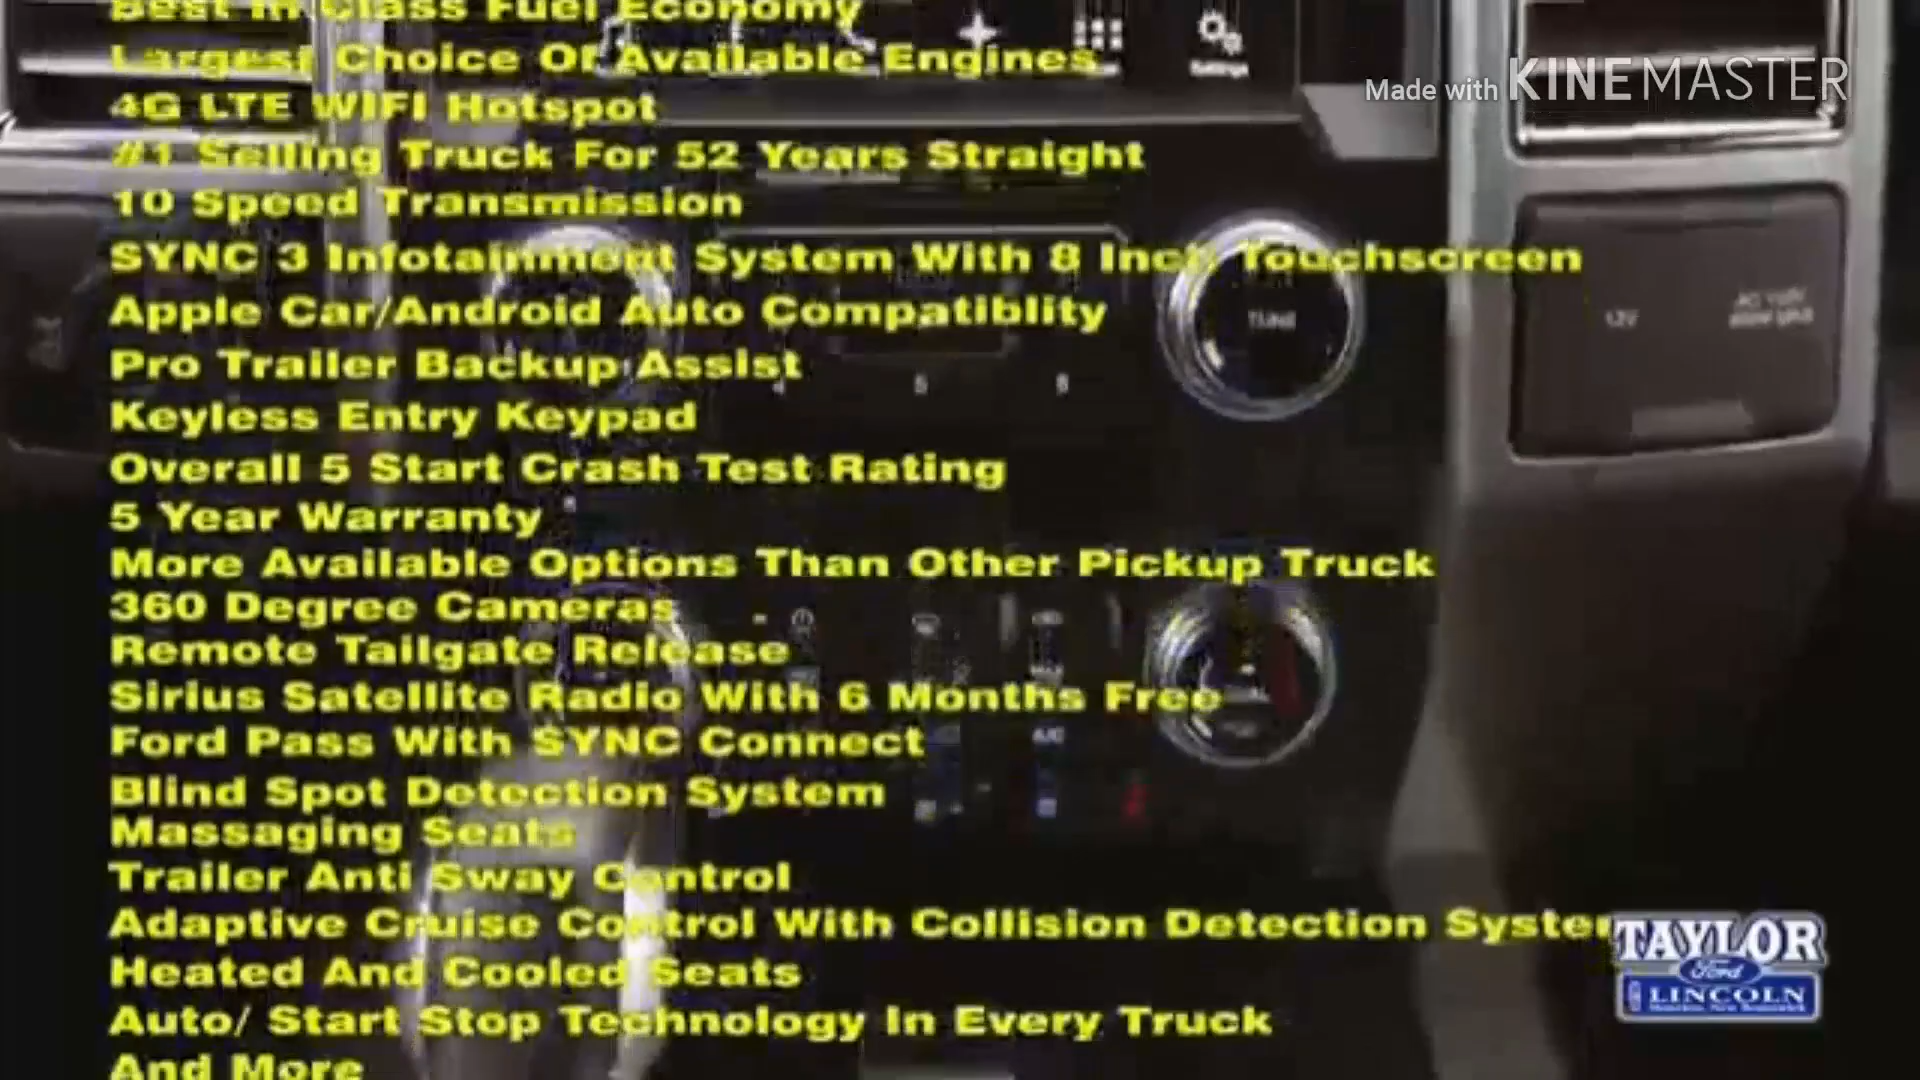 Best In Class Fuel Economy
Largest Choice Of Available Engines
Settings
Made with KINEMASTER
4G LTE WIFI Hotspot
#1 Selling Truck For 52 Years Straight
10 Speed Transmission
SYNC 3 Infotainment System With 8 Inch Touchscreen
Apple Car/Android Auto Compatiblity
TUNE
12V
Pro Trailer Backup Assist
Keyless Entry Keypad
Overall 5 Start Crash Test Rating
5 Year Warranty
More Available Options Than Other Pickup Truck
360 Degree Cameras
Remote Tailgate Release
Sirius Satellite Radio With 6 Months Free
Ford Pass With SYNC Connect
A/C
Blind Spot Detection System
Massaging Seats
Trailer Anti Sway Control
Adaptive Cruise Control With Collision Detection System
Heated And Cooled Seats
Auto/ Start Stop Technology In Every Truck
And More
TAYLOR
Ford
LINCOLN